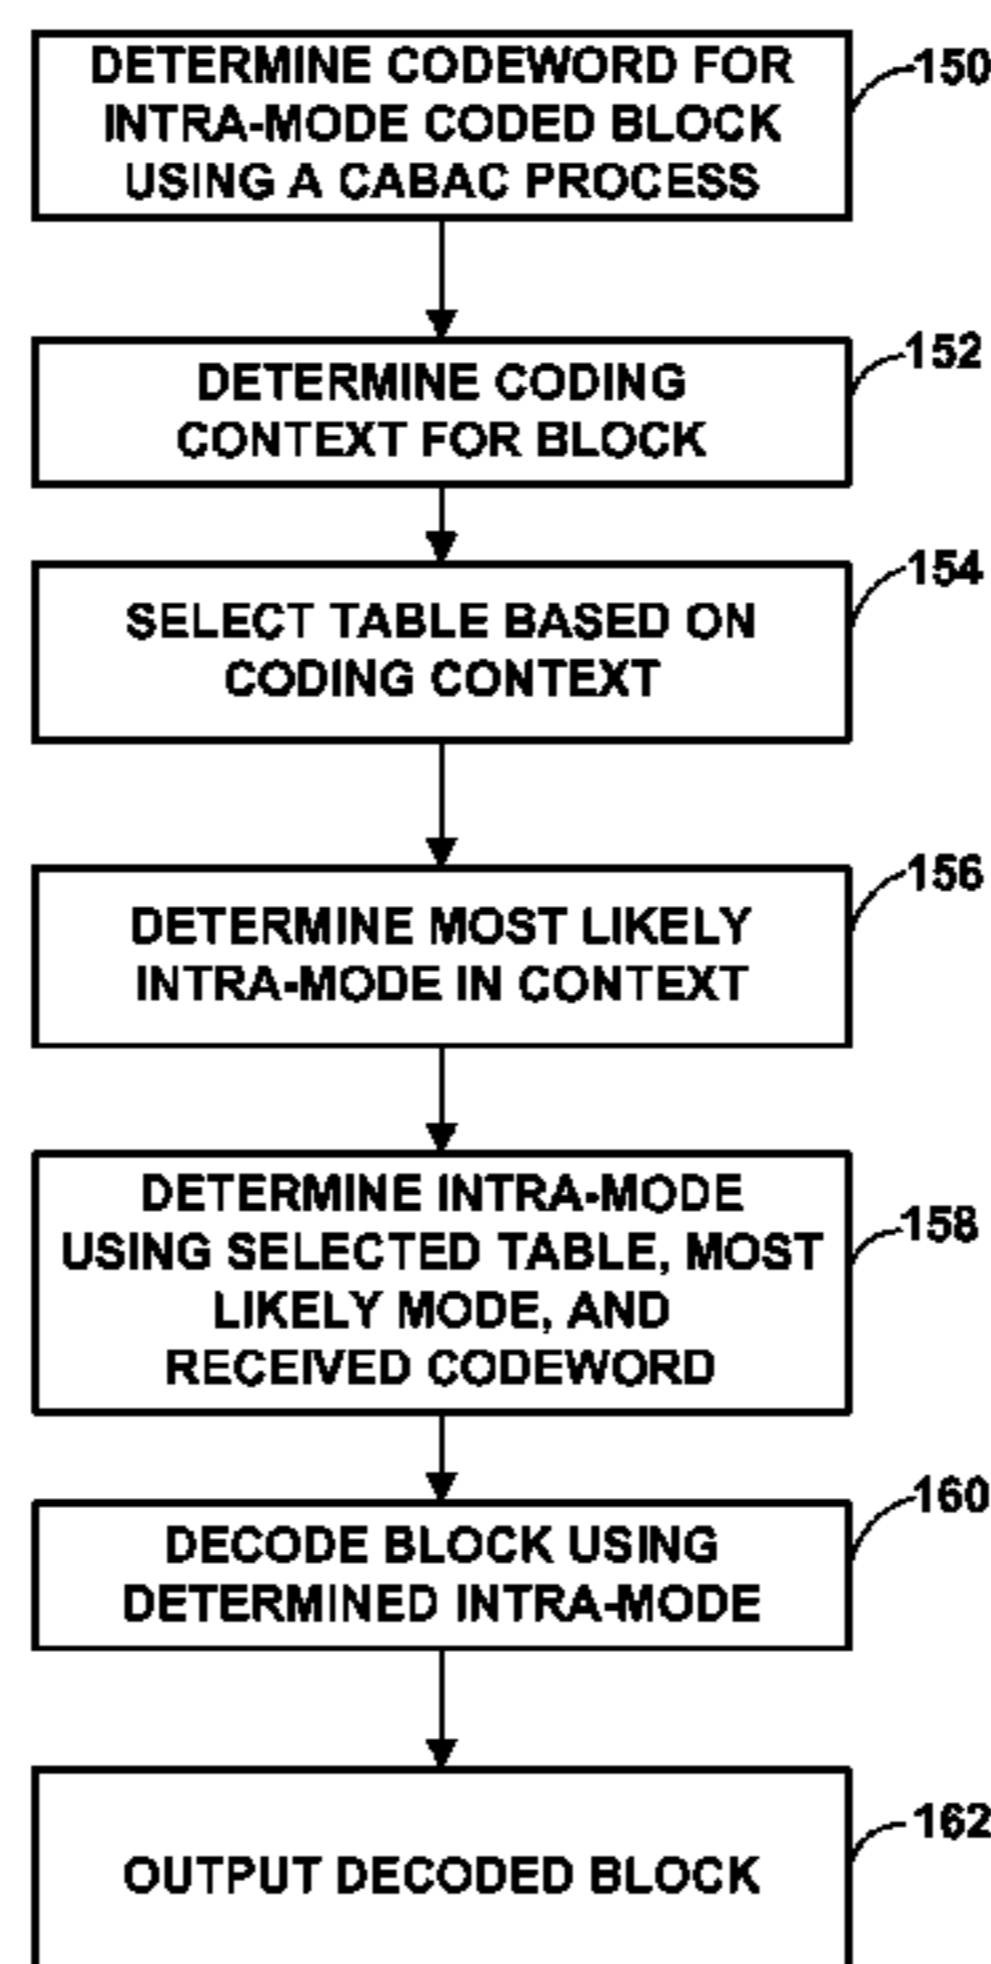 DETERMINE CODEWORD FOR
INTRA-MODE CODED BLOCK
USING A CABAC PROCESS
150
DETERMINE CODING
CONTEXT FOR BLOCK
152
SELECT TABLE BASED ON
CODING CONTEXT
154
DETERMINE MOST LIKELY
INTRA-MODE IN CONTEXT
156
DETERMINE INTRA-MODE
USING SELECTED TABLE, MOST
LIKELY MODE, AND
RECEIVED CODEWORD
158
DECODE BLOCK USING
DETERMINED INTRA-MODE
160
OUTPUT DECODED BLOCK
162